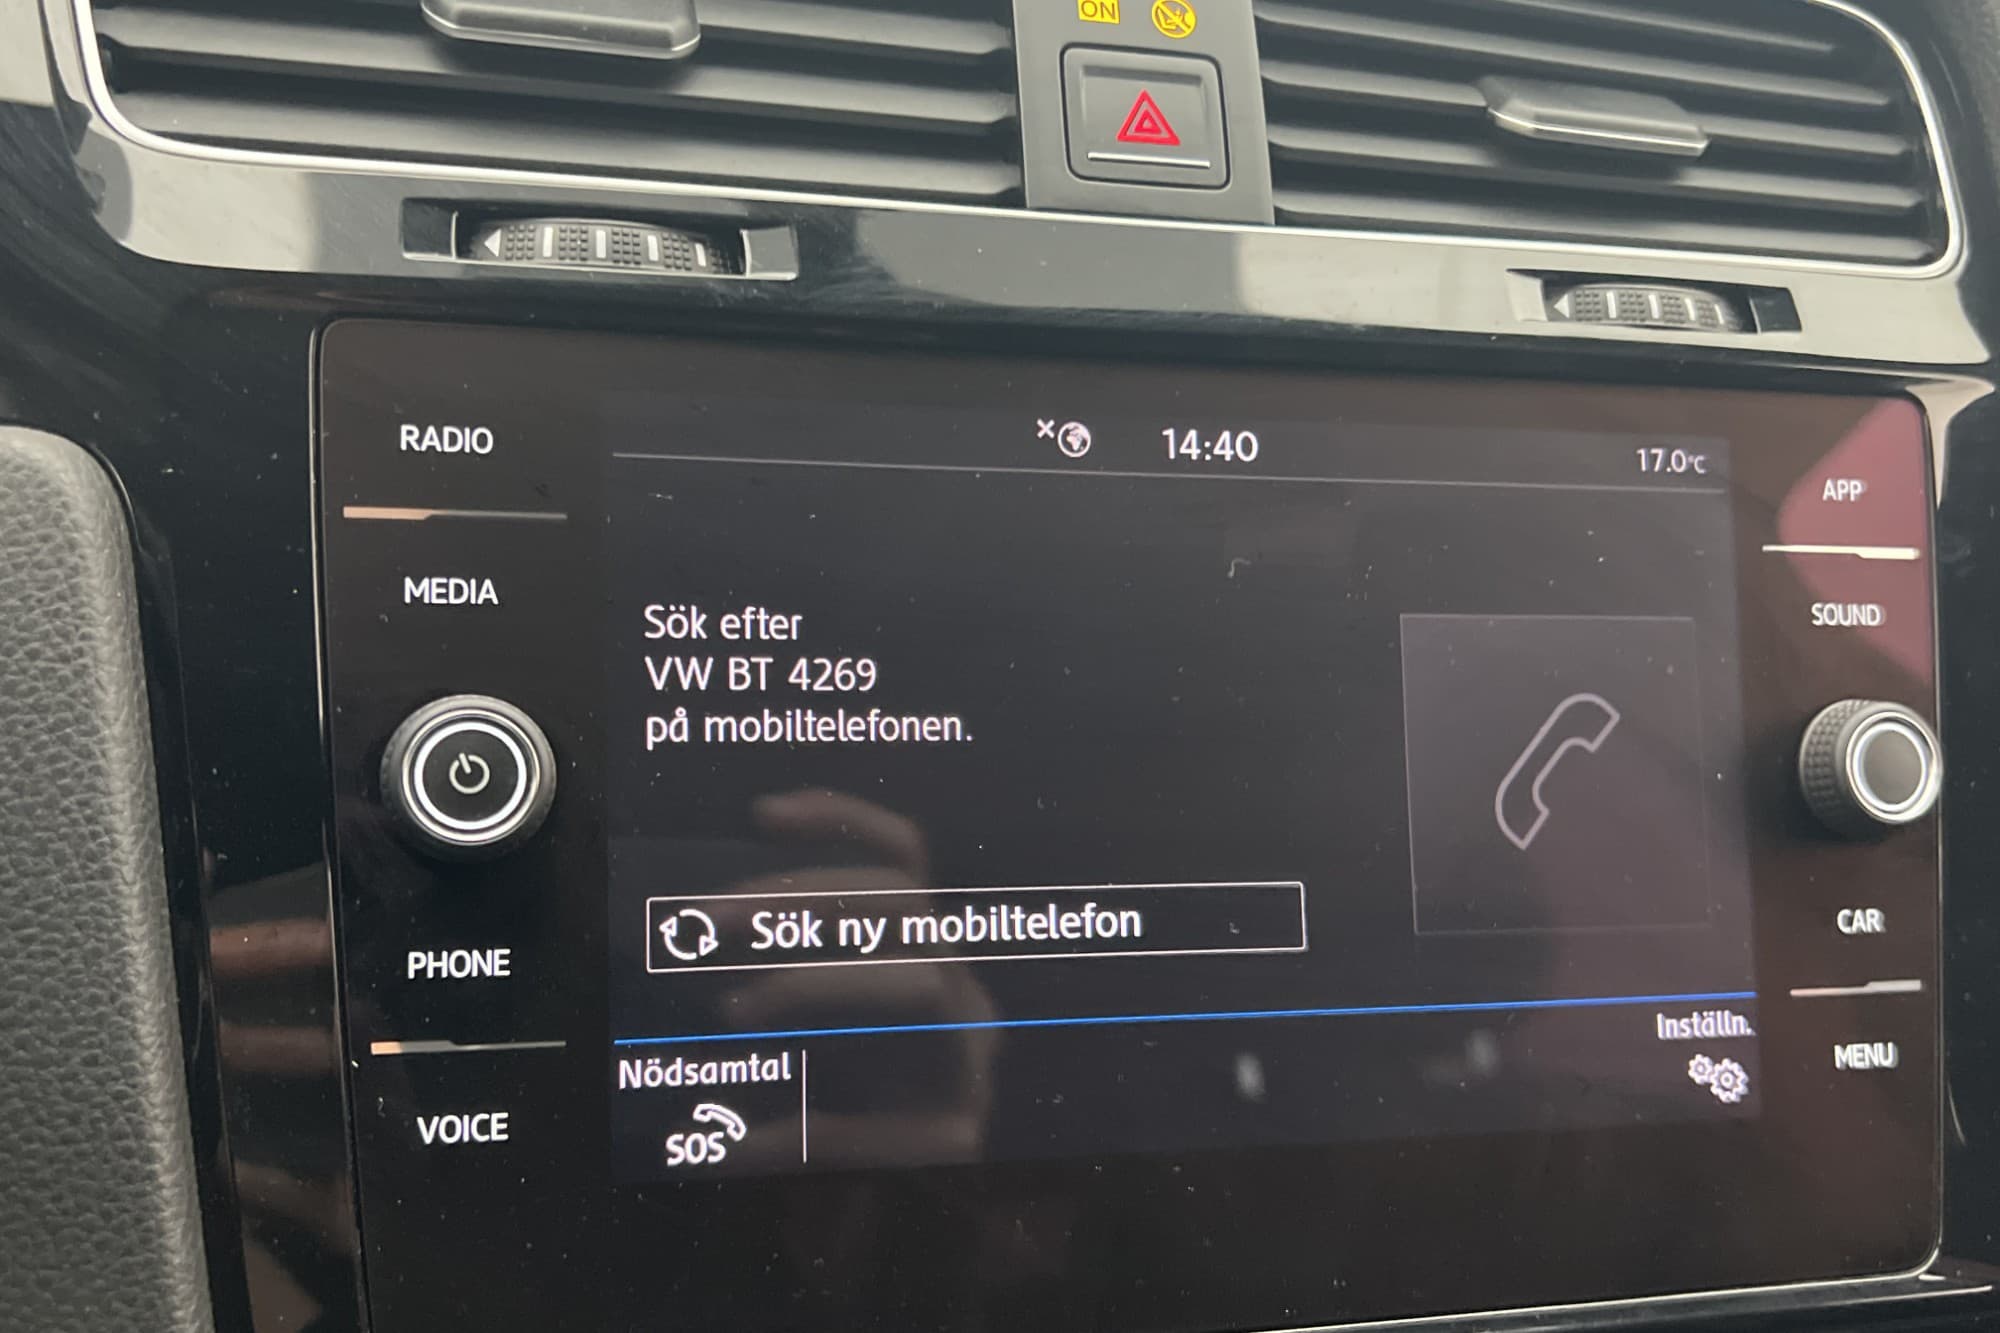 ON
RADIO
14:40
17.0°C
APP
MEDIA
SOUND
Sök efter
VW BT 4269
på mobiltelefonen.
Sök ny mobiltelefon
CAR
PHONE
Inställn.
MENU
Nödsamtal
SOS
VOICE